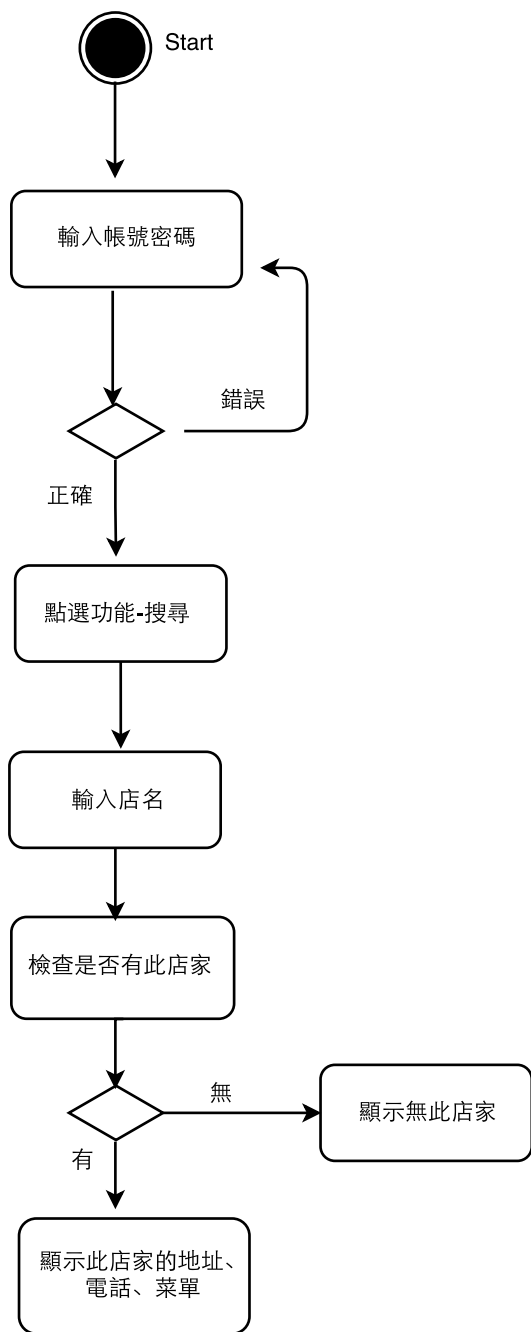 Start
輸入帳號密碼
錯誤
正確
點選功能-搜尋
輸入店名
檢查是否有此店家
無
顯示無此店家
有
顯示此店家的地址、
電話、菜單